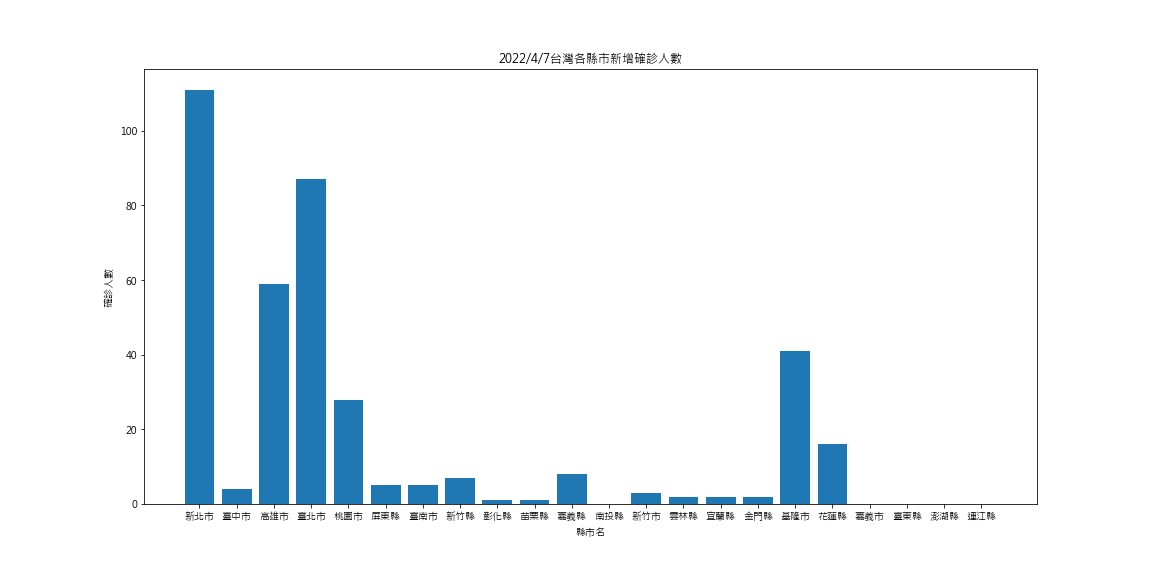 2022/4/7台灣各縣市新增確診人數
確診人數
100
80
60
40
20
0
新北市 臺中市 高雄市 臺北市 桃園市 屏東縣 臺南市 新竹縣 彰化縣 苗栗縣 嘉義縣 南投縣 新竹市 雲林縣 宜蘭縣 金門縣 基隆市 花蓮縣 嘉義市 臺東縣 澎湖縣 連江縣
縣市名